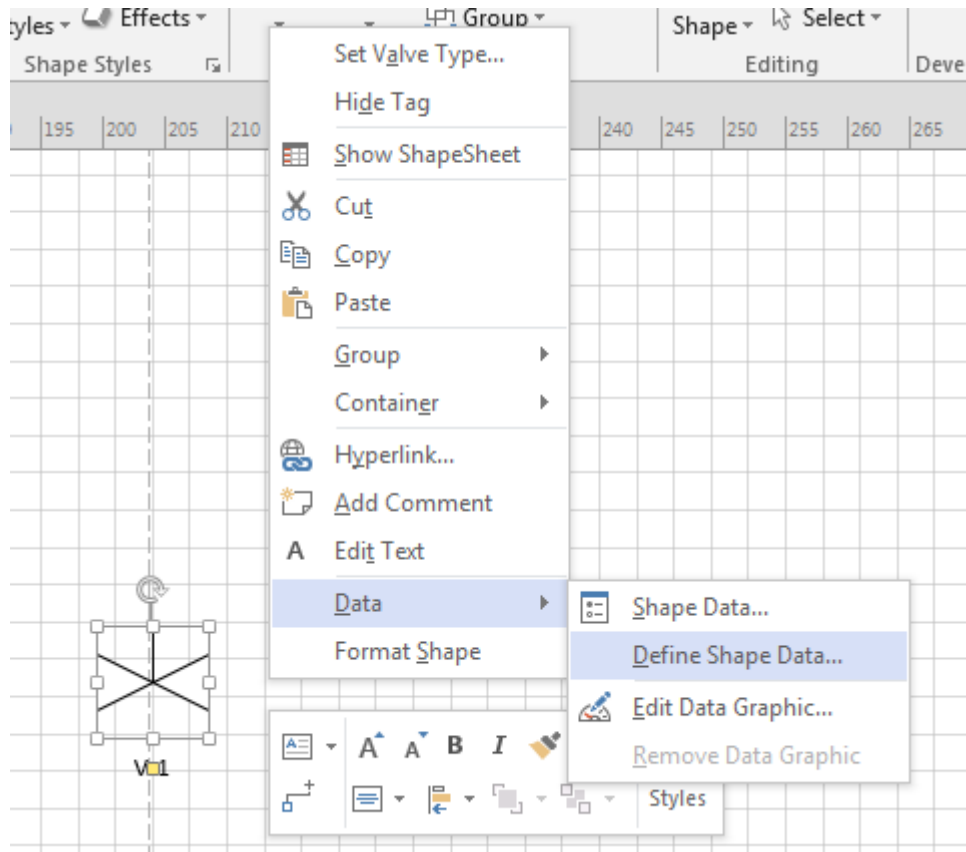 yles Effects Group Shape Select
Shape Styles Editing Deve
195 200 205 210 240 245 250 255 260 265
Set Valve Type...
Hide Tag
Show ShapeSheet
Cut
Copy
Paste
Group
Container
Hyperlink...
Add Comment
Edit Text
Data
Format Shape
Shape Data...
Define Shape Data...
Edit Data Graphic...
Remove Data Graphic
A A B I
Styles